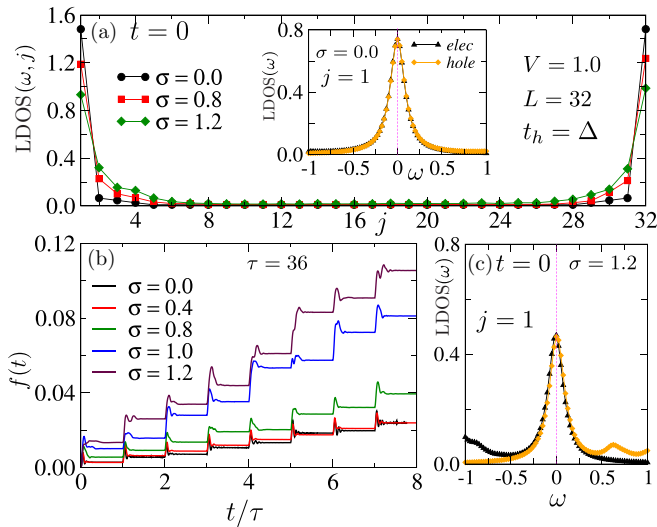 (a) t = 0
LDOS(ω, j)
1.6
1.2
0.8
0.4
0.0
σ = 0.0
σ = 0.8
σ = 1.2
LDOS(ω)
0.8
0.4
0.0
σ = 0.0
j = 1
elec
hole
-1 -0.5 0 0.5 1
ω
V = 1.0
L = 32
t_h = Δ
4 8 12 16 20 24 28 32
j
(b)
τ = 36
f(t)
0.12
0.08
0.04
0.00
σ = 0.0
σ = 0.4
σ = 0.8
σ = 1.0
σ = 1.2
0 2 4 6 8
t/τ
(c) t = 0 σ = 1.2
LDOS(ω)
0.8
0.4
0.0
j = 1
-1 -0.5 0 0.5 1
ω